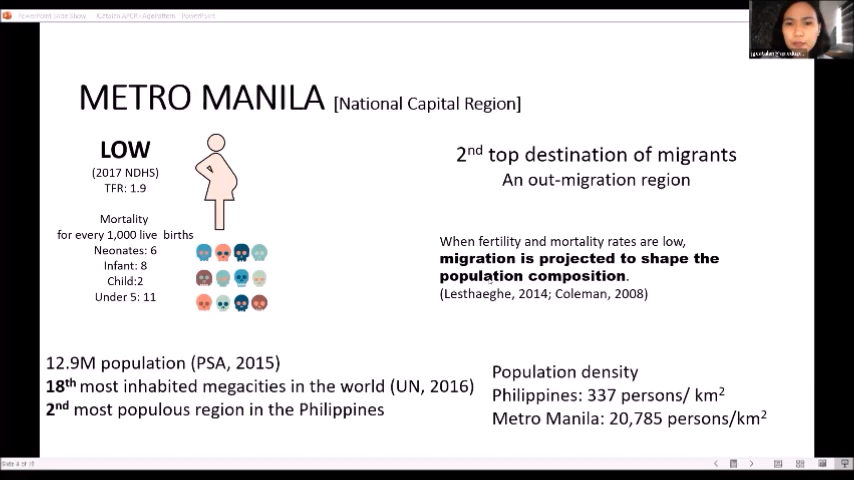 METRO MANILA [National Capital Region]
LOW
(2017 NDHS)
TFR: 1.9
Mortality
for every 1,000 live births
Neonates: 6
Infant: 8
Child:2
Under 5: 11
2nd top destination of migrants
An out-migration region
When fertility and mortality rates are low,
migration is projected to shape the
population composition.
(Lesthaeghe, 2014; Coleman, 2008)
12.9M population (PSA, 2015)
18th most inhabited megacities in the world (UN, 2016)
2nd most populous region in the Philippines
Population density
Philippines: 337 persons/ km2
Metro Manila: 20,785 persons/km2